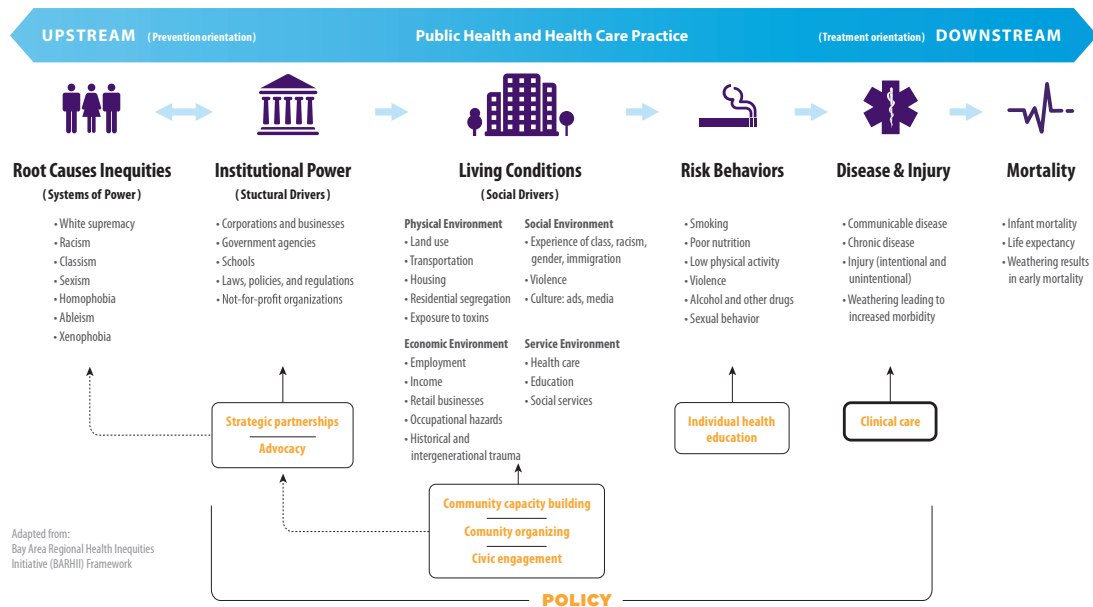 UPSTREAM (Prevention orientation) Public Health and Health Care Practice (Treatment orientation) DOWNSTREAM
Root Causes Inequities
(Systems of Power)
• White supremacy
• Racism
• Classism
• Sexism
• Homophobia
• Ableism
• Xenophobia
Institutional Power
(Stuctural Drivers)
• Corporations and businesses
• Government agencies
• Schools
• Laws, policies, and regulations
• Not-for-profit organizations
Strategic partnerships
Advocacy
Living Conditions
(Social Drivers)
Physical Environment
• Land use
• Transportation
• Housing
• Residential segregation
• Exposure to toxins
Social Environment
• Experience of class, racism,
gender, immigration
• Violence
• Culture: ads, media
Economic Environment
• Employment
• Income
• Retail businesses
• Occupational hazards
• Historical and
intergenerational trauma
Service Environment
• Health care
• Education
• Social services
Community capacity building
Comunity organizing
Civic engagement
Risk Behaviors
• Smoking
• Poor nutrition
• Low physical activity
• Violence
• Alcohol and other drugs
• Sexual behavior
Individual health
education
Disease & Injury
• Communicable disease
• Chronic disease
• Injury (intentional and
unintentional)
• Weathering leading to
increased morbidity
Clinical care
Mortality
• Infant mortality
• Life expectancy
• Weathering results
in early mortality
Adapted from:
Bay Area Regional Health Inequities
Initiative (BARHII) Framework
POLICY